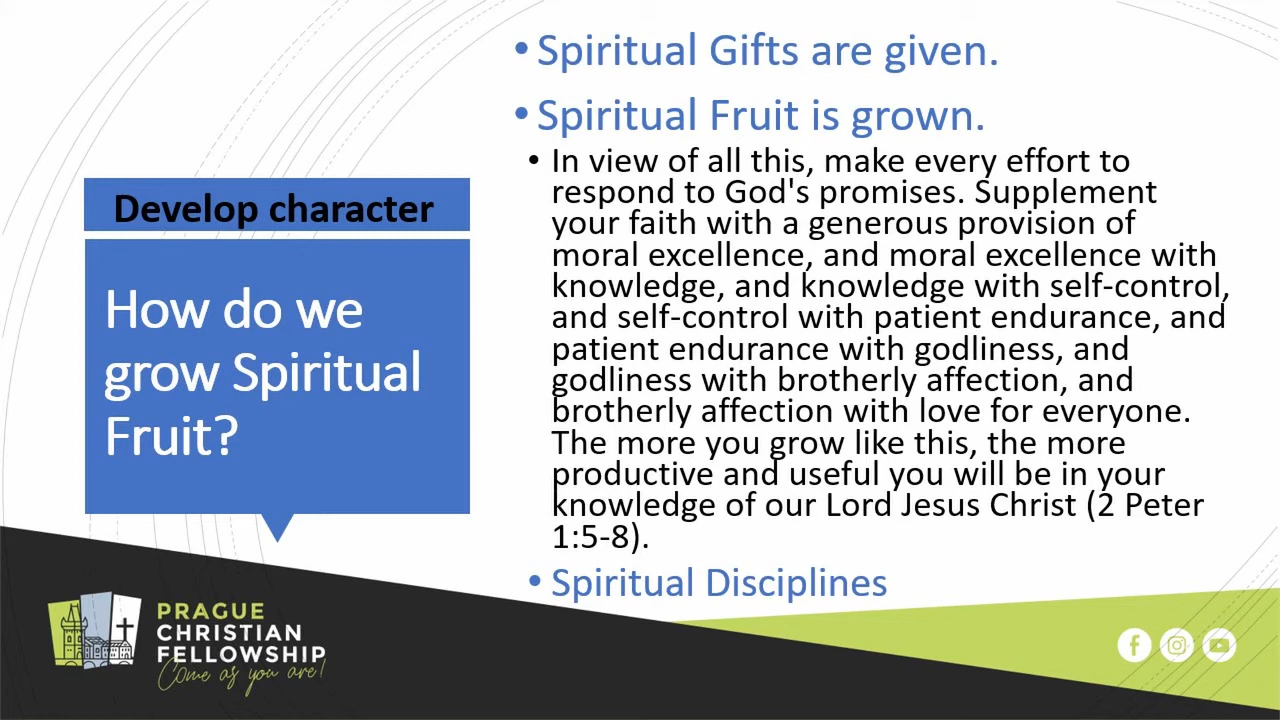 Develop character
How do we
grow Spiritual
Fruit?
• Spiritual Gifts are given.
• Spiritual Fruit is grown.
• In view of all this, make every effort to
respond to God's promises. Supplement
your faith with a generous provision of
moral excellence, and moral excellence with
knowledge, and knowledge with self-control,
and self-control with patient endurance, and
patient endurance with godliness, and
godliness with brotherly affection, and
brotherly affection with love for everyone.
The more you grow like this, the more
productive and useful you will be in your
knowledge of our Lord Jesus Christ (2 Peter
1:5-8).
• Spiritual Disciplines
PRAGUE
CHRISTIAN
FELLOWSHIP
Come as you are!